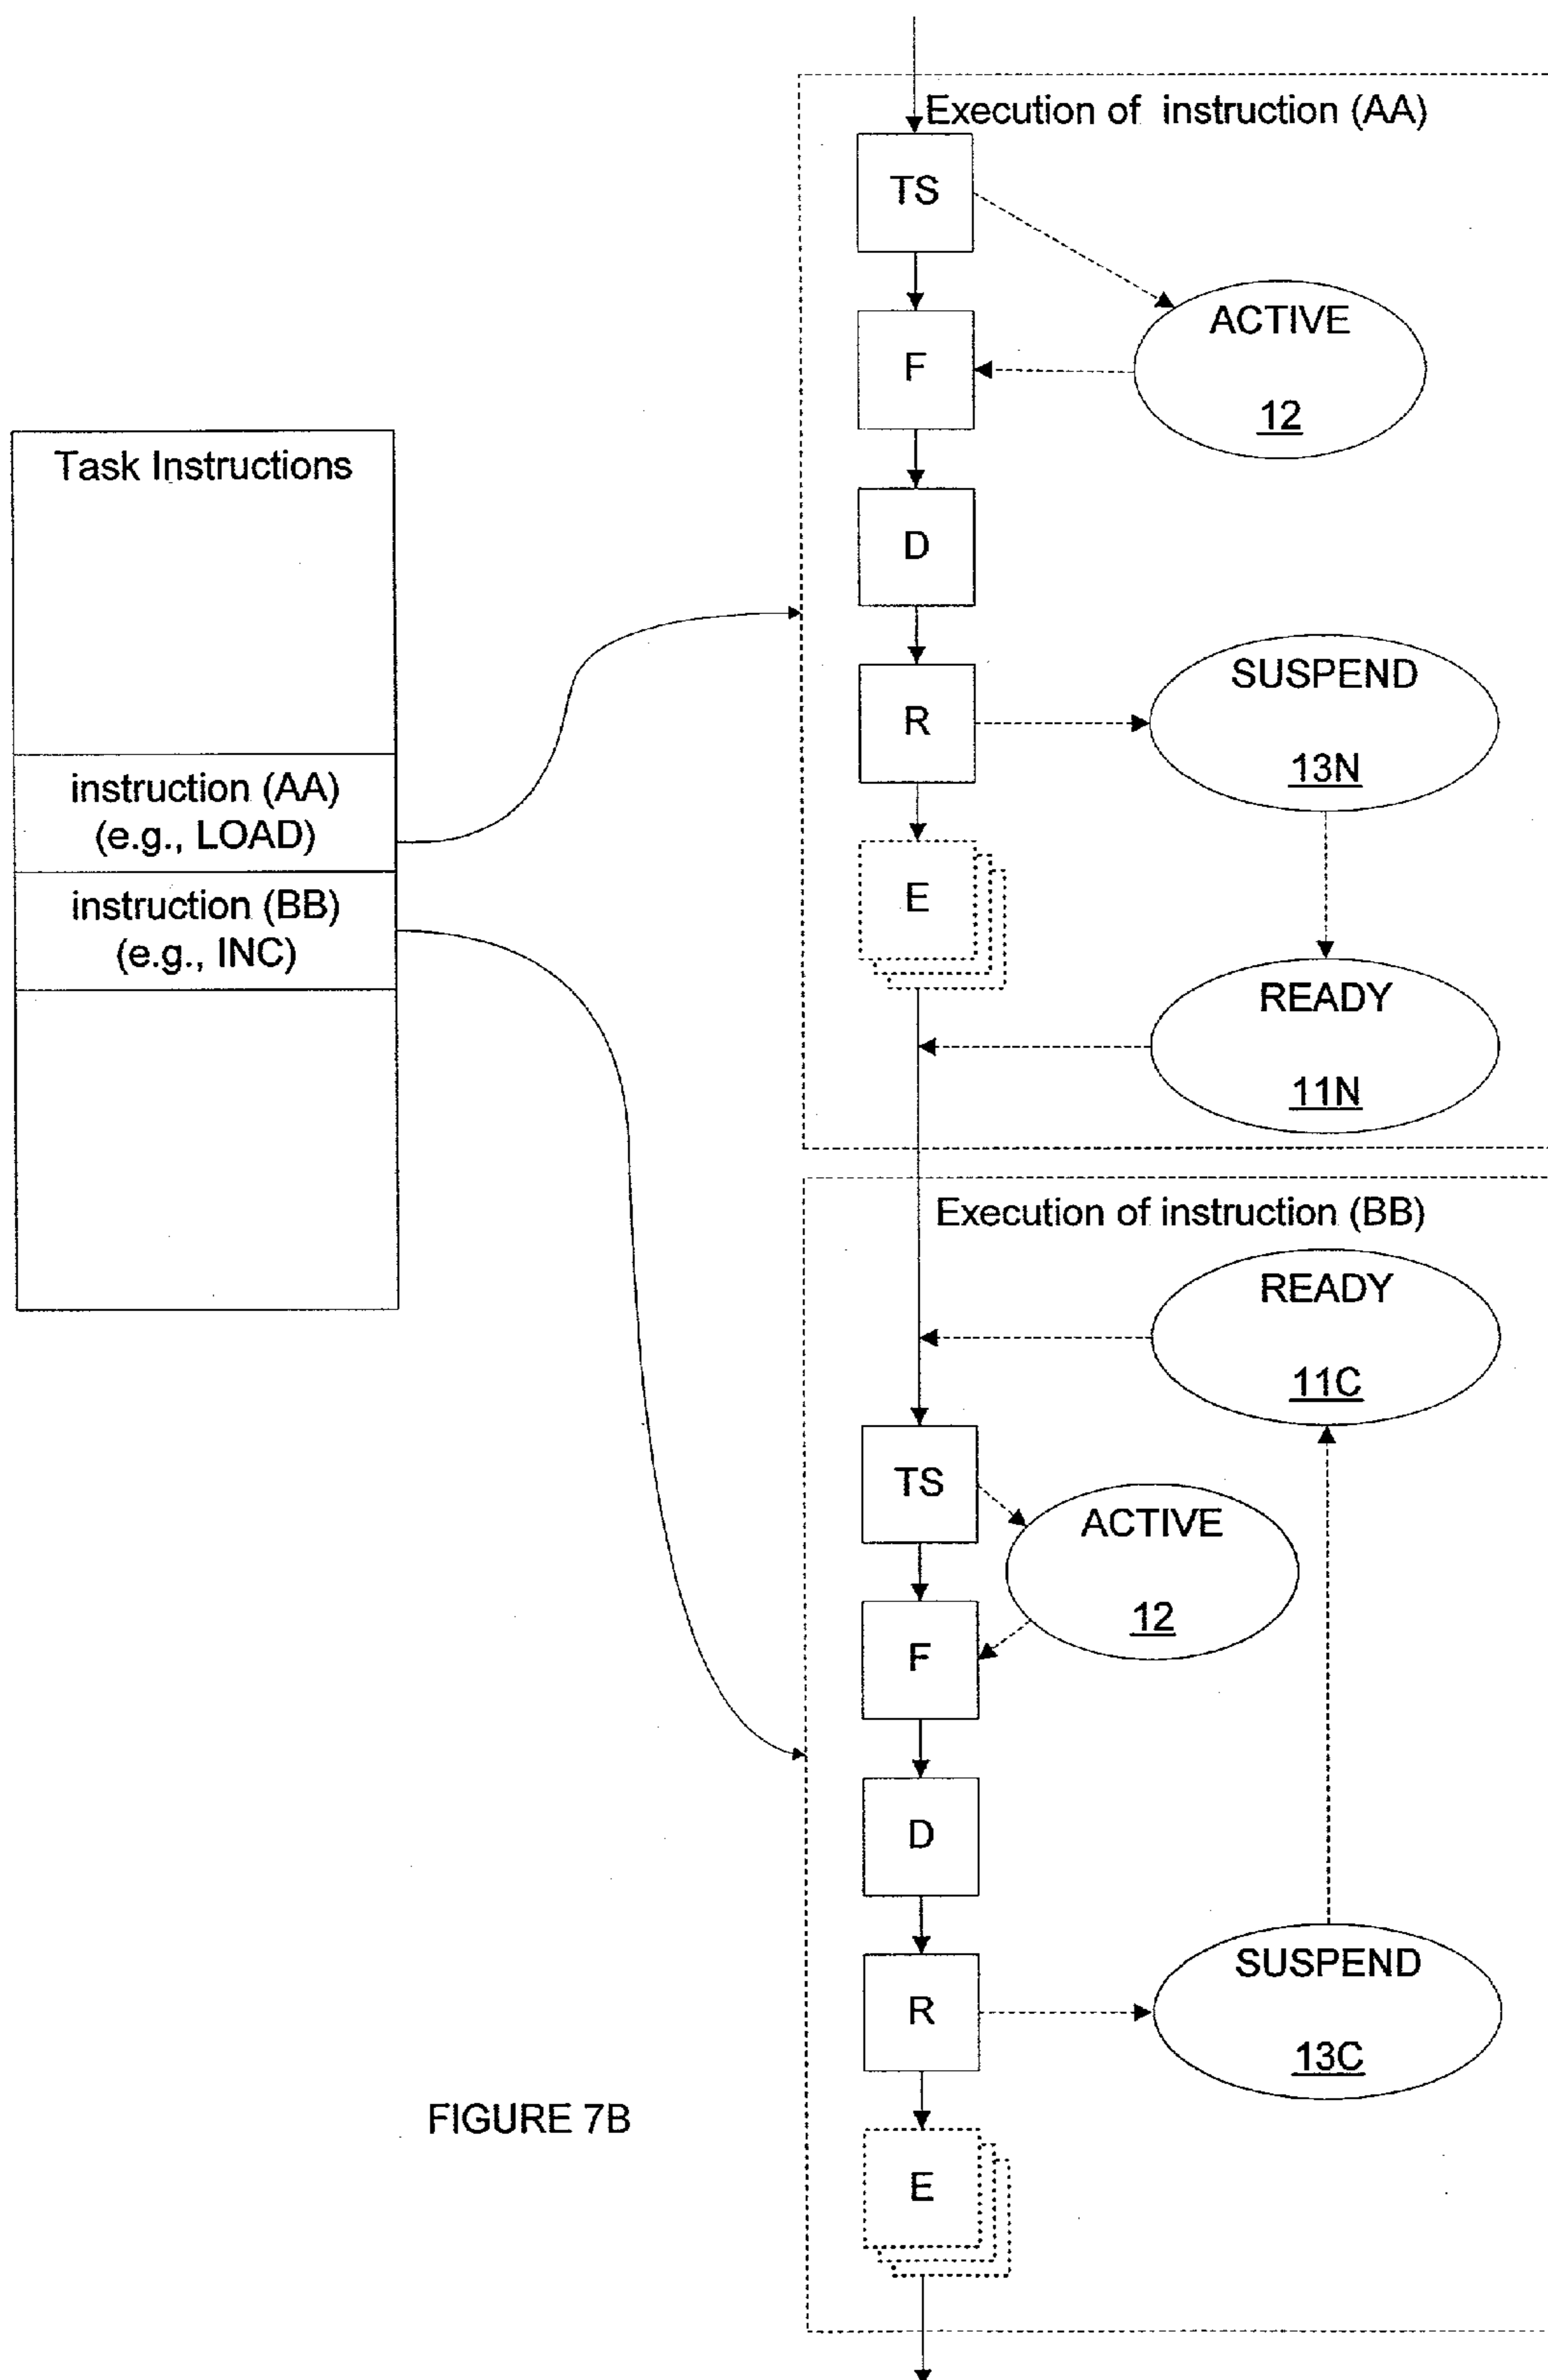 Execution of instruction (AA)
TS
ACTIVE
F
12
Task Instructions
D
SUSPEND
R
13N
instruction (AA)
(e.g., LOAD)
E
instruction (BB)
(e.g., INC)
READY
11N
Execution of instruction (BB)
READY
11C
TS
ACTIVE
12
F
D
SUSPEND
R
13C
FIGURE 7B
E